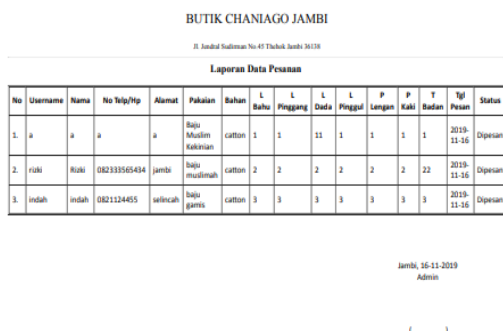 BUTIK CHANIAGO JAMBI
Jl. Jendral Sudirman No.45 Thehok Jambi 36138
Laporan Data Pesanan
No Username Nama No Telp/Hp Alamat Pakaian Bahan L Bahu L Pinggang L Dada L Pinggul P Lengan P Kaki T Badan Tgl Pesan Status
1. a a a a Baju Muslim Kekinian catton 1 1 11 1 1 1 1 2019-11-16 Dipesan
2. rizki Rizki 082333565434 jambi baju muslimah catton 2 2 2 2 2 2 22 2019-11-16 Dipesan
3. indah indah 0821124455 selincah baju gamis catton 3 3 3 3 3 3 3 2019-11-16 Dipesan
Jambi, 16-11-2019
Admin
( )